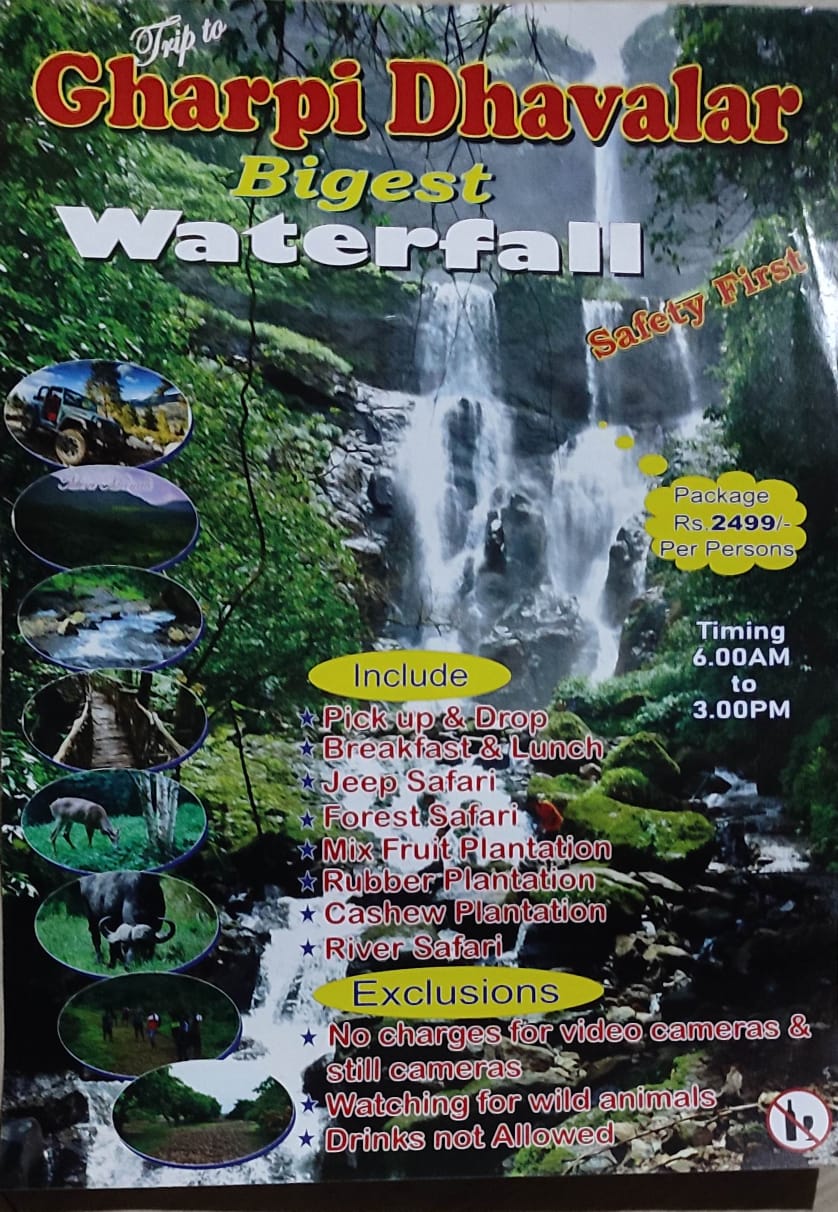 Trip to
Gharpi Dhavalar
Bigest
Waterfall
Safety First
Package
Rs.2499/-
Per Persons
Timing
6.00AM
to
3.00PM
Include
Pick up & Drop
Breakfast & Lunch
Jeep Safari
Forest Safari
Mix Fruit Plantation
Rubber Plantation
Cashew Plantation
River Safari
Exclusions
No charges for video cameras &
still cameras
Watching for wild animals
Drinks not Allowed